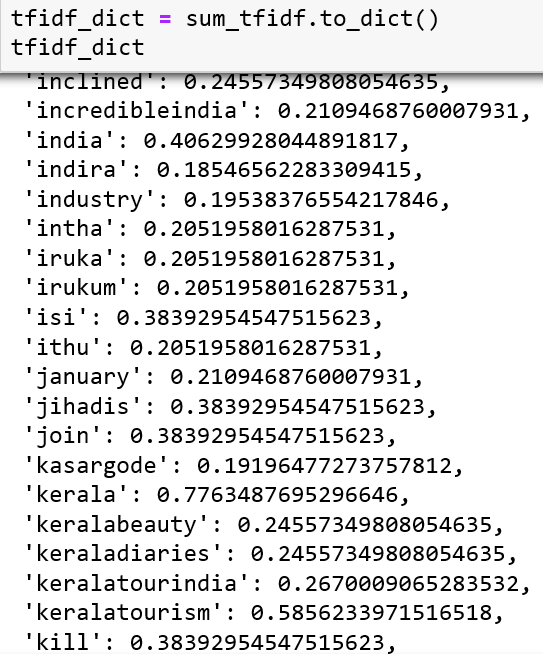 tfidf_dict = sum_tfidf.to_dict()
tfidf_dict
'inclined': 0.24557349808054635,
'incredibleindia': 0.2109468760007931,
'india': 0.40629928044891817,
'indira': 0.18546562283309415,
'industry': 0.19538376554217846,
'intha': 0.2051958016287531,
'iruka': 0.2051958016287531,
'irukum': 0.2051958016287531,
'isi': 0.38392954547515623,
'ithu': 0.2051958016287531,
'january': 0.2109468760007931,
'jihadis': 0.38392954547515623,
'join': 0.38392954547515623,
'kasargode': 0.19196477273757812,
'kerala': 0.7763487695296646,
'keralabeauty': 0.24557349808054635,
'keraladiaries': 0.24557349808054635,
'keralatourindia': 0.2670009065283532,
'keralatourism': 0.5856233971516518,
'kill': 0.38392954547515623,